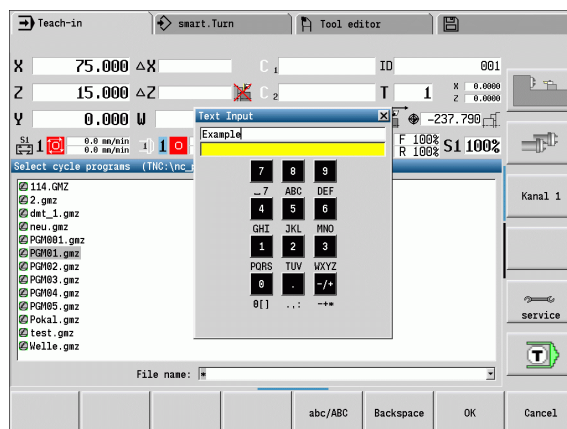 Teach-in
smart.Turn
Tool editor
X 75.000 △X C 1 ID 001
Z 15.000 △Z C 2 T 1 X 0.0000
Z 0.0000
Y 0.000 U -237.790
S1 1 0.0 mm/min
0.0 mm/min 1 F 100%
R 100% S1 100%
Select cycle programs (TNC:\nc_
Text Input
Example
7 8 9
_7 ABC DEF
4 5 6
GHI JKL MNO
1 2 3
PQRS TUV WXYZ
0 . -/+
0[] .,: -+*
114.GMZ
2.gmz
dmt_1.gmz
neu.gmz
PGM001.gmz
PGM01.gmz
PGM02.gmz
PGM03.gmz
PGM04.gmz
PGM05.gmz
Pokal.gmz
test.gmz
Welle.gmz
File name: *
Kanal 1
service
T
abc/ABC
Backspace
OK
Cancel